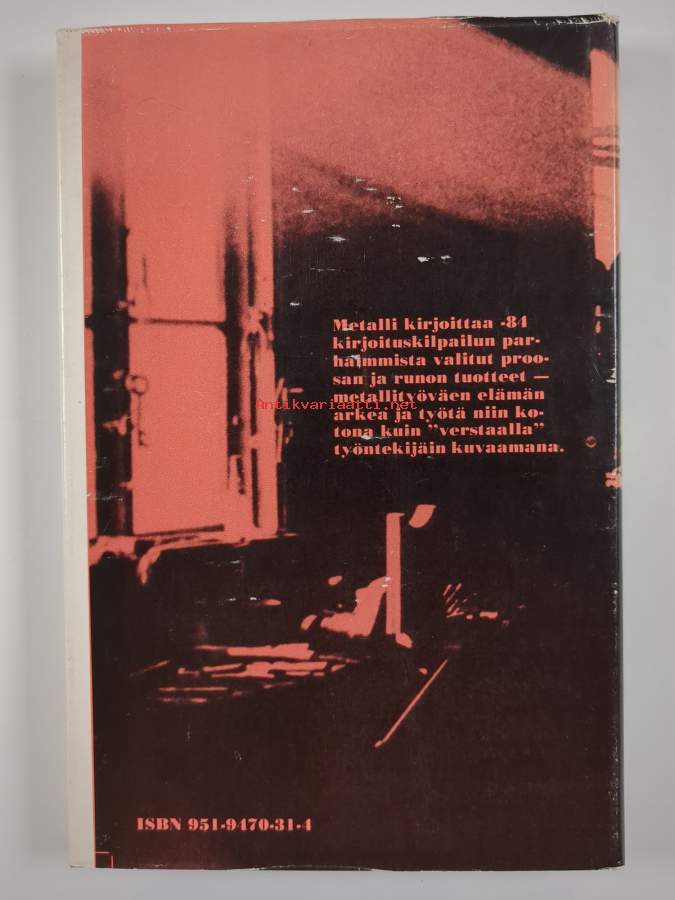 Metalli kirjoittaa -84
kirjoituskilpailun par-
haimmista valitut proo-
san ja runon tuotteet —
metallityöväen elämän
Antikvariaatti.net
arkea ja työtä niin ko-
tona kuin ”verstaalla”
työntekijäin kuvaamana.
ISBN 951-9470-31-4